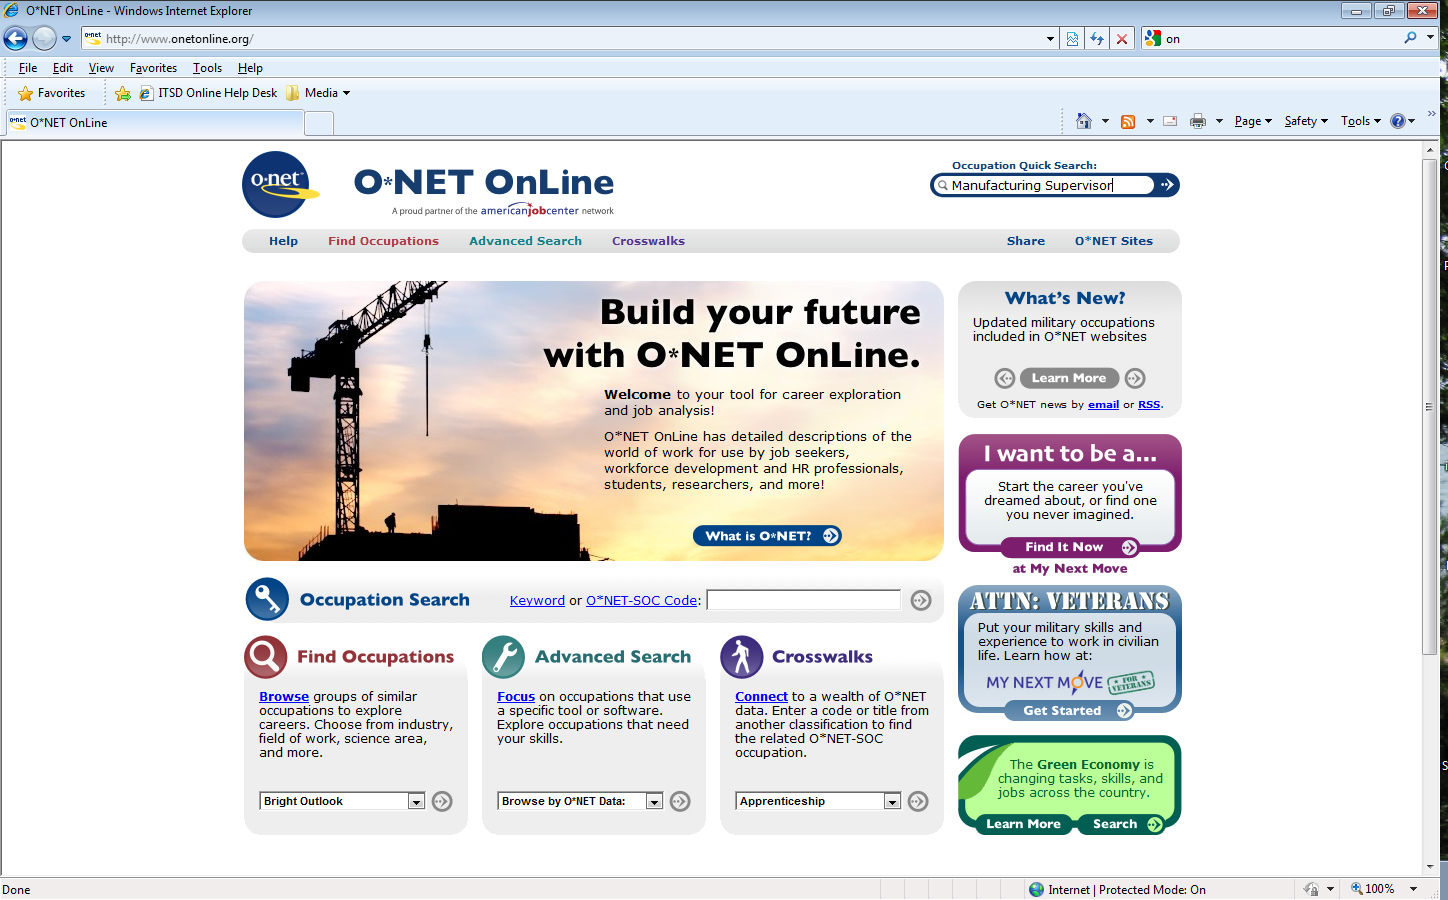 O*NET OnLine - Windows Internet Explorer
o·net http://www.onetonline.org/
on
File Edit View Favorites Tools Help
Favorites ITSD Online Help Desk Media
o·net O*NET OnLine
Page Safety Tools
»
o·net
O*NET OnLine
A proud partner of the americanjobcenter network
Occupation Quick Search:
Manufacturing Supervisor
Help Find Occupations Advanced Search Crosswalks Share O*NET Sites
Build your future
with O*NET OnLine.
Welcome to your tool for career exploration
and job analysis!
O*NET OnLine has detailed descriptions of the
world of work for use by job seekers,
workforce development and HR professionals,
students, researchers, and more!
What is O*NET?
What's New?
Updated military occupations
included in O*NET websites
Learn More
Get O*NET news by email or RSS.
I want to be a...
Start the career you've
dreamed about, or find one
you never imagined.
Find It Now
at My Next Move
Occupation Search Keyword or O*NET-SOC Code:
Find Occupations
Browse groups of similar
occupations to explore
careers. Choose from industry,
field of work, science area,
and more.
Bright Outlook
Advanced Search
Focus on occupations that use
a specific tool or software.
Explore occupations that need
your skills.
Browse by O*NET Data:
Crosswalks
Connect to a wealth of O*NET
data. Enter a code or title from
another classification to find
the related O*NET-SOC
occupation.
Apprenticeship
ATTN: VETERANS
Put your military skills and
experience to work in civilian
life. Learn how at:
MY NEXT MOVE FOR VETERANS
Get Started
The Green Economy is
changing tasks, skills, and
jobs across the country.
Learn More Search
Done Internet | Protected Mode: On 100%